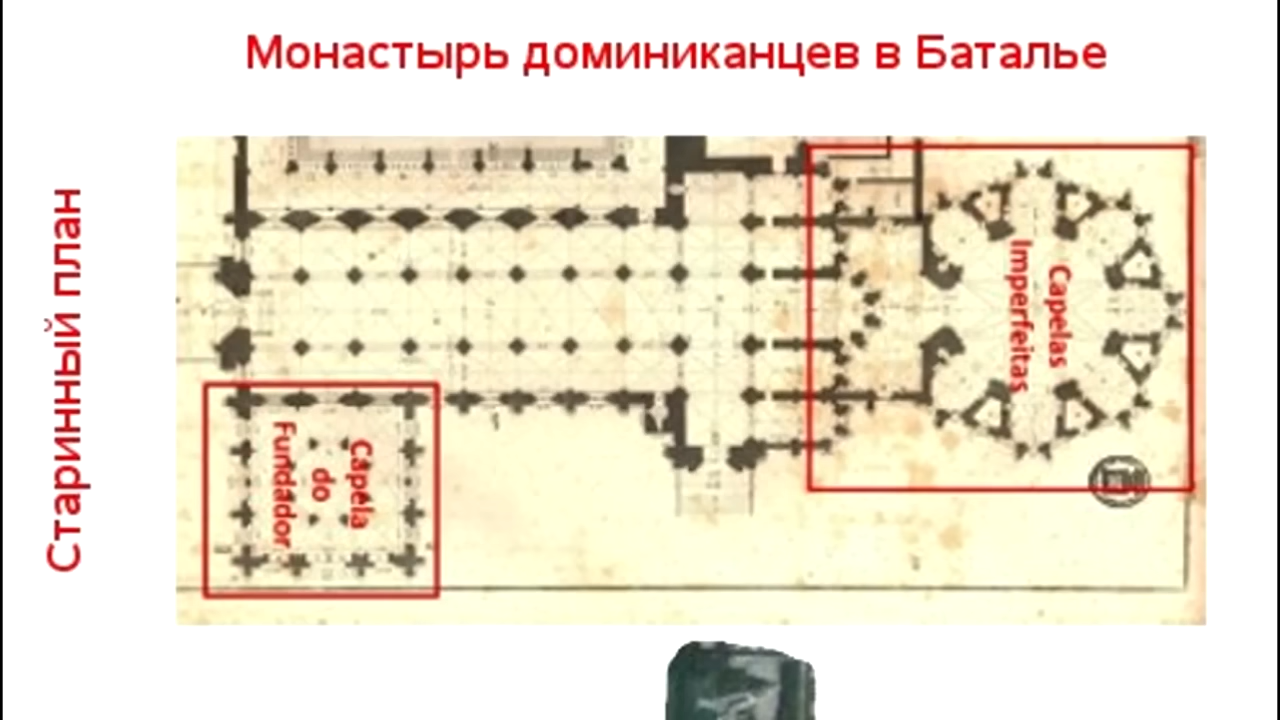 Монастырь доминиканцев в Баталье
Старинный план
Capelas
Imperfeitas
Capela
do
Fundador